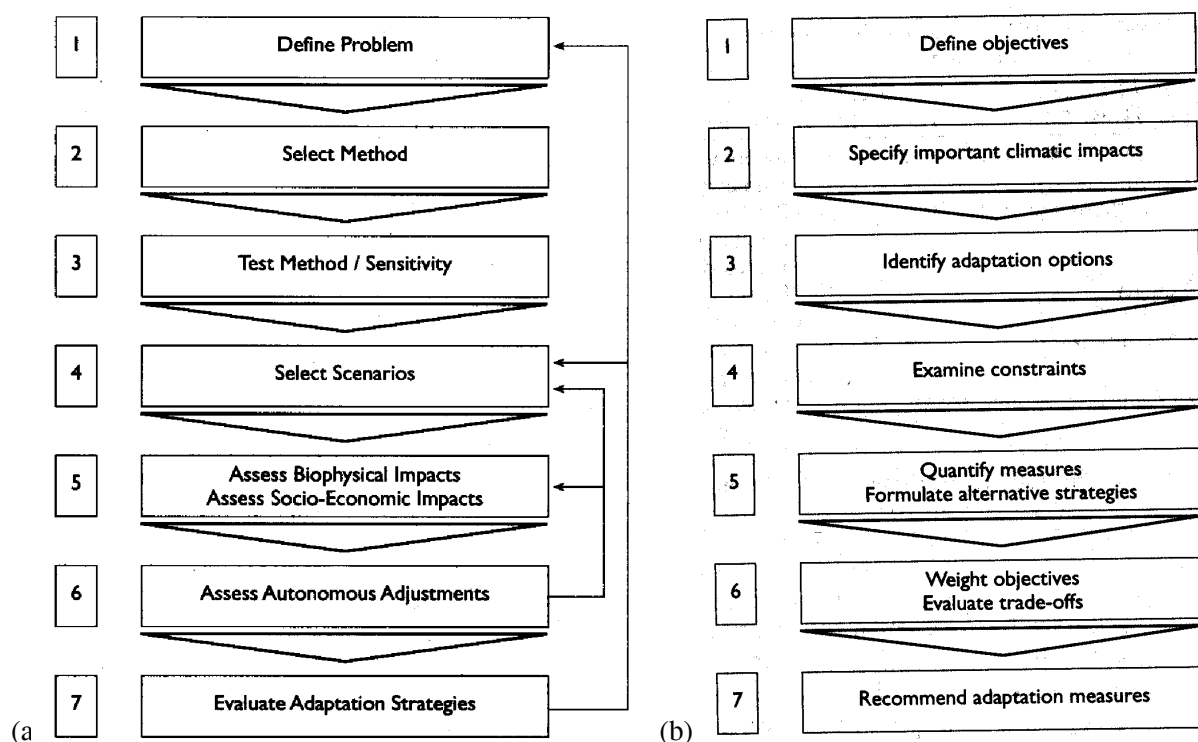 1
Define Problem
2
Select Method
3
Test Method / Sensitivity
4
Select Scenarios
5
Assess Biophysical Impacts
Assess Socio-Economic Impacts
6
Assess Autonomous Adjustments
7
Evaluate Adaptation Strategies
(a
1
Define objectives
2
Specify important climatic impacts
3
Identify adaptation options
4
Examine constraints
5
Quantify measures
Formulate alternative strategies
6
Weight objectives
Evaluate trade-offs
7
Recommend adaptation measures
(b)